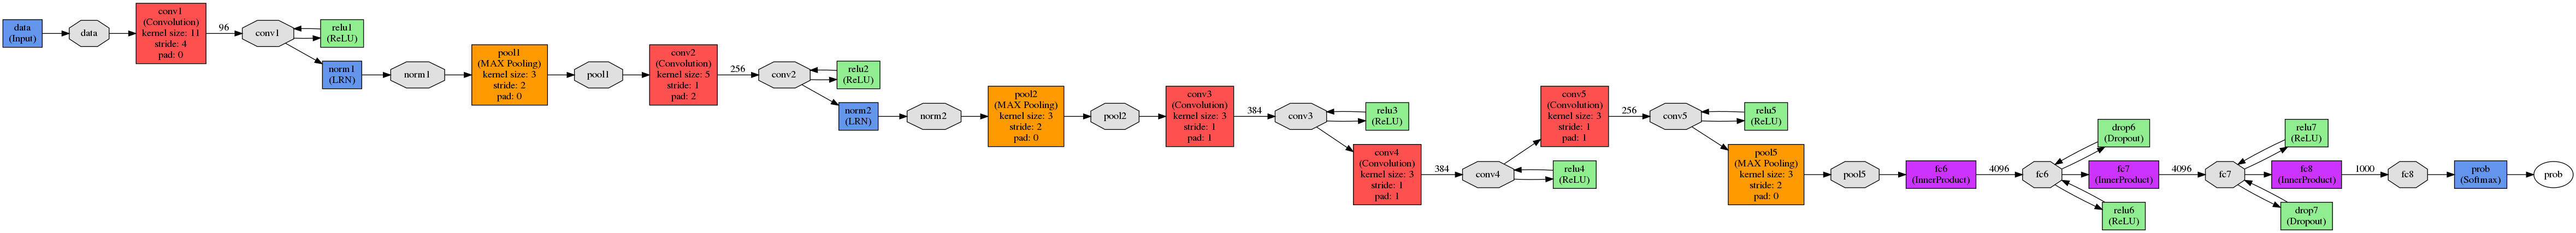 data
(Input)
data
conv1
(Convolution)
kernel size: 11
stride: 4
pad: 0
96
conv1
relu1
(ReLU)
norm1
(LRN)
norm1
pool1
(MAX Pooling)
kernel size: 3
stride: 2
pad: 0
pool1
conv2
(Convolution)
kernel size: 5
stride: 1
pad: 2
256
conv2
relu2
(ReLU)
norm2
(LRN)
norm2
pool2
(MAX Pooling)
kernel size: 3
stride: 2
pad: 0
pool2
conv3
(Convolution)
kernel size: 3
stride: 1
pad: 1
384
conv3
relu3
(ReLU)
conv4
(Convolution)
kernel size: 3
stride: 1
pad: 1
384
conv4
relu4
(ReLU)
conv5
(Convolution)
kernel size: 3
stride: 1
pad: 1
256
conv5
relu5
(ReLU)
pool5
(MAX Pooling)
kernel size: 3
stride: 2
pad: 0
pool5
fc6
(InnerProduct)
4096
fc6
drop6
(Dropout)
relu6
(ReLU)
fc7
(InnerProduct)
4096
fc7
relu7
(ReLU)
drop7
(Dropout)
fc8
(InnerProduct)
1000
fc8
prob
(Softmax)
prob